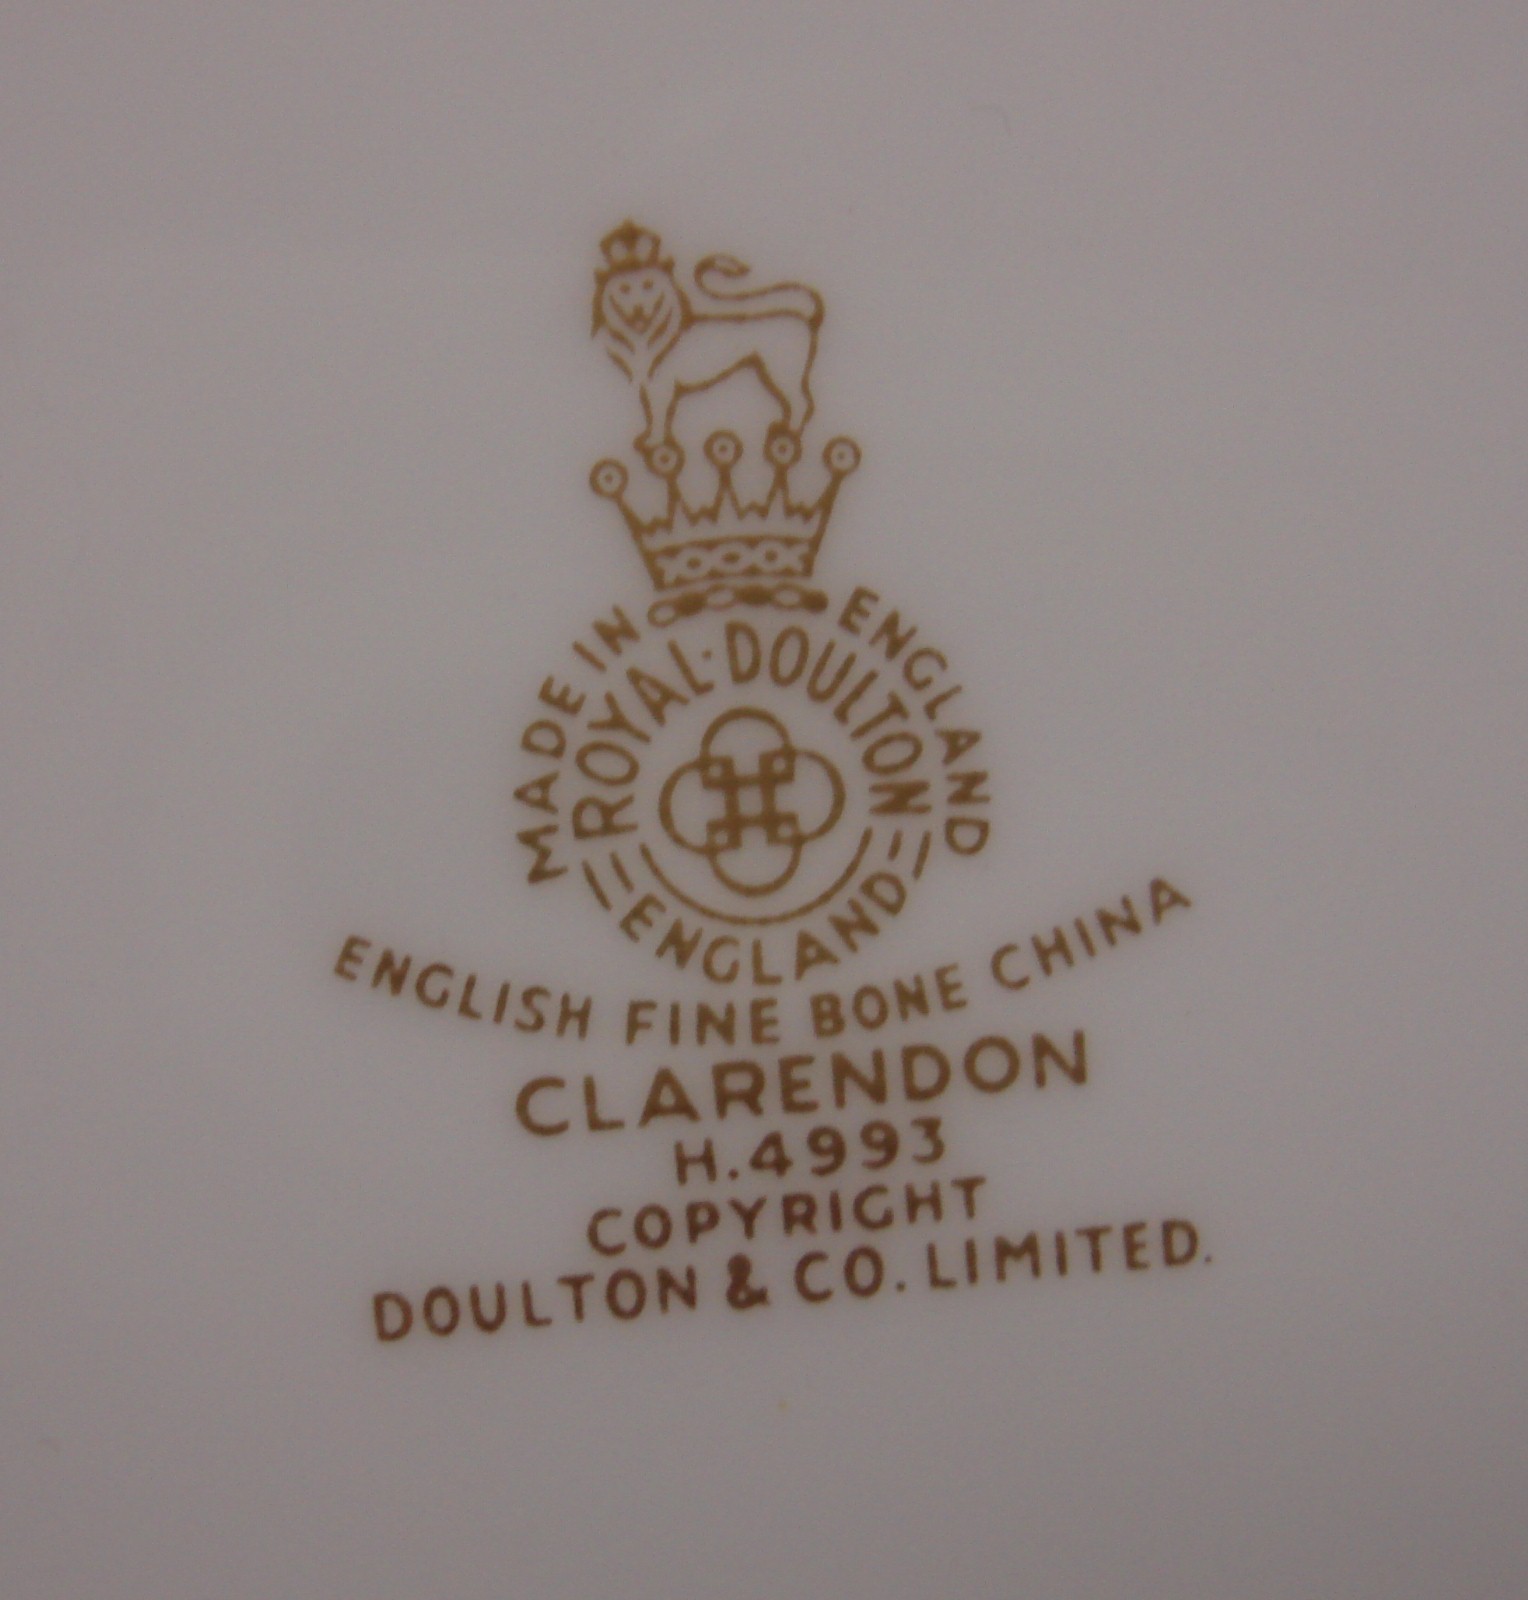 MADE IN ENGLAND
ROYAL·DOULTON
ENGLAND
ENGLISH FINE BONE CHINA
CLARENDON
H.4993
COPYRIGHT
DOULTON & CO. LIMITED.